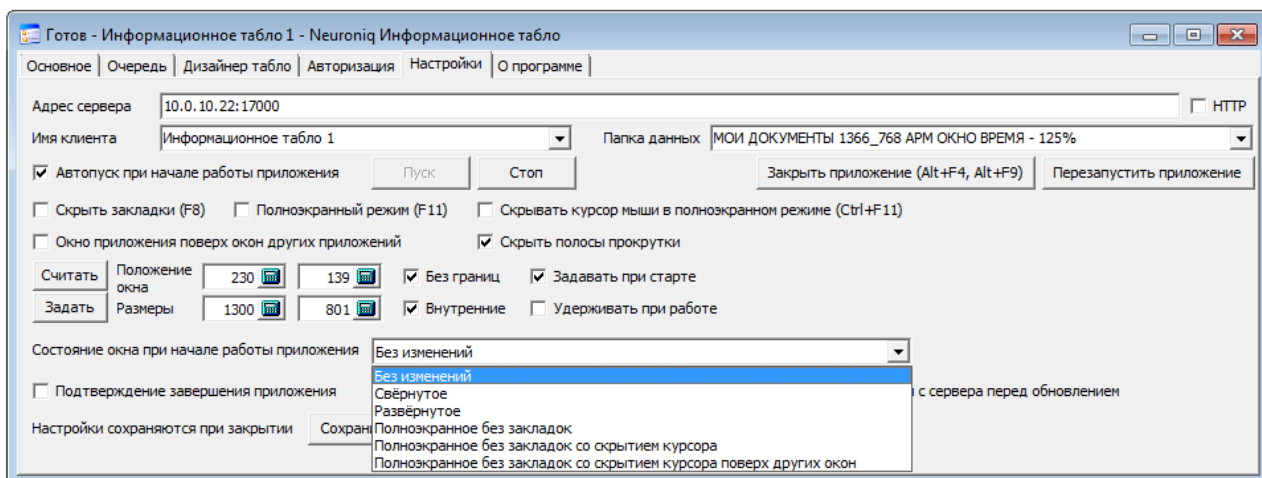 Готов - Информационное табло 1 - Neuroniq Информационное табло
Основное Очередь Дизайнер табло Авторизация Настройки О программе
Адрес сервера 10.0.10.22:17000 HTTP
Имя клиента Информационное табло 1 Папка данных МОИ ДОКУМЕНТЫ 1366_768 АРМ ОКНО ВРЕМЯ - 125%
Автопуск при начале работы приложения Пуск Стоп Закрыть приложение (Alt+F4, Alt+F9) Перезапустить приложение
Скрыть закладки (F8) Полноэкранный режим (F11) Скрывать курсор мыши в полноэкранном режиме (Ctrl+F11)
Окно приложения поверх окон других приложений Скрыть полосы прокрутки
Считать Положение окна 230 139 Без границ Задавать при старте
Задать Размеры 1300 801 Внутренние Удерживать при работе
Состояние окна при начале работы приложения Без изменений
Без изменений
Подтверждение завершения приложения Свёрнутое с сервера перед обновлением
Развёрнутое
Настройки сохраняются при закрытии Полноэкранное без закладок
Полноэкранное без закладок со скрытием курсора
Полноэкранное без закладок со скрытием курсора поверх других окон